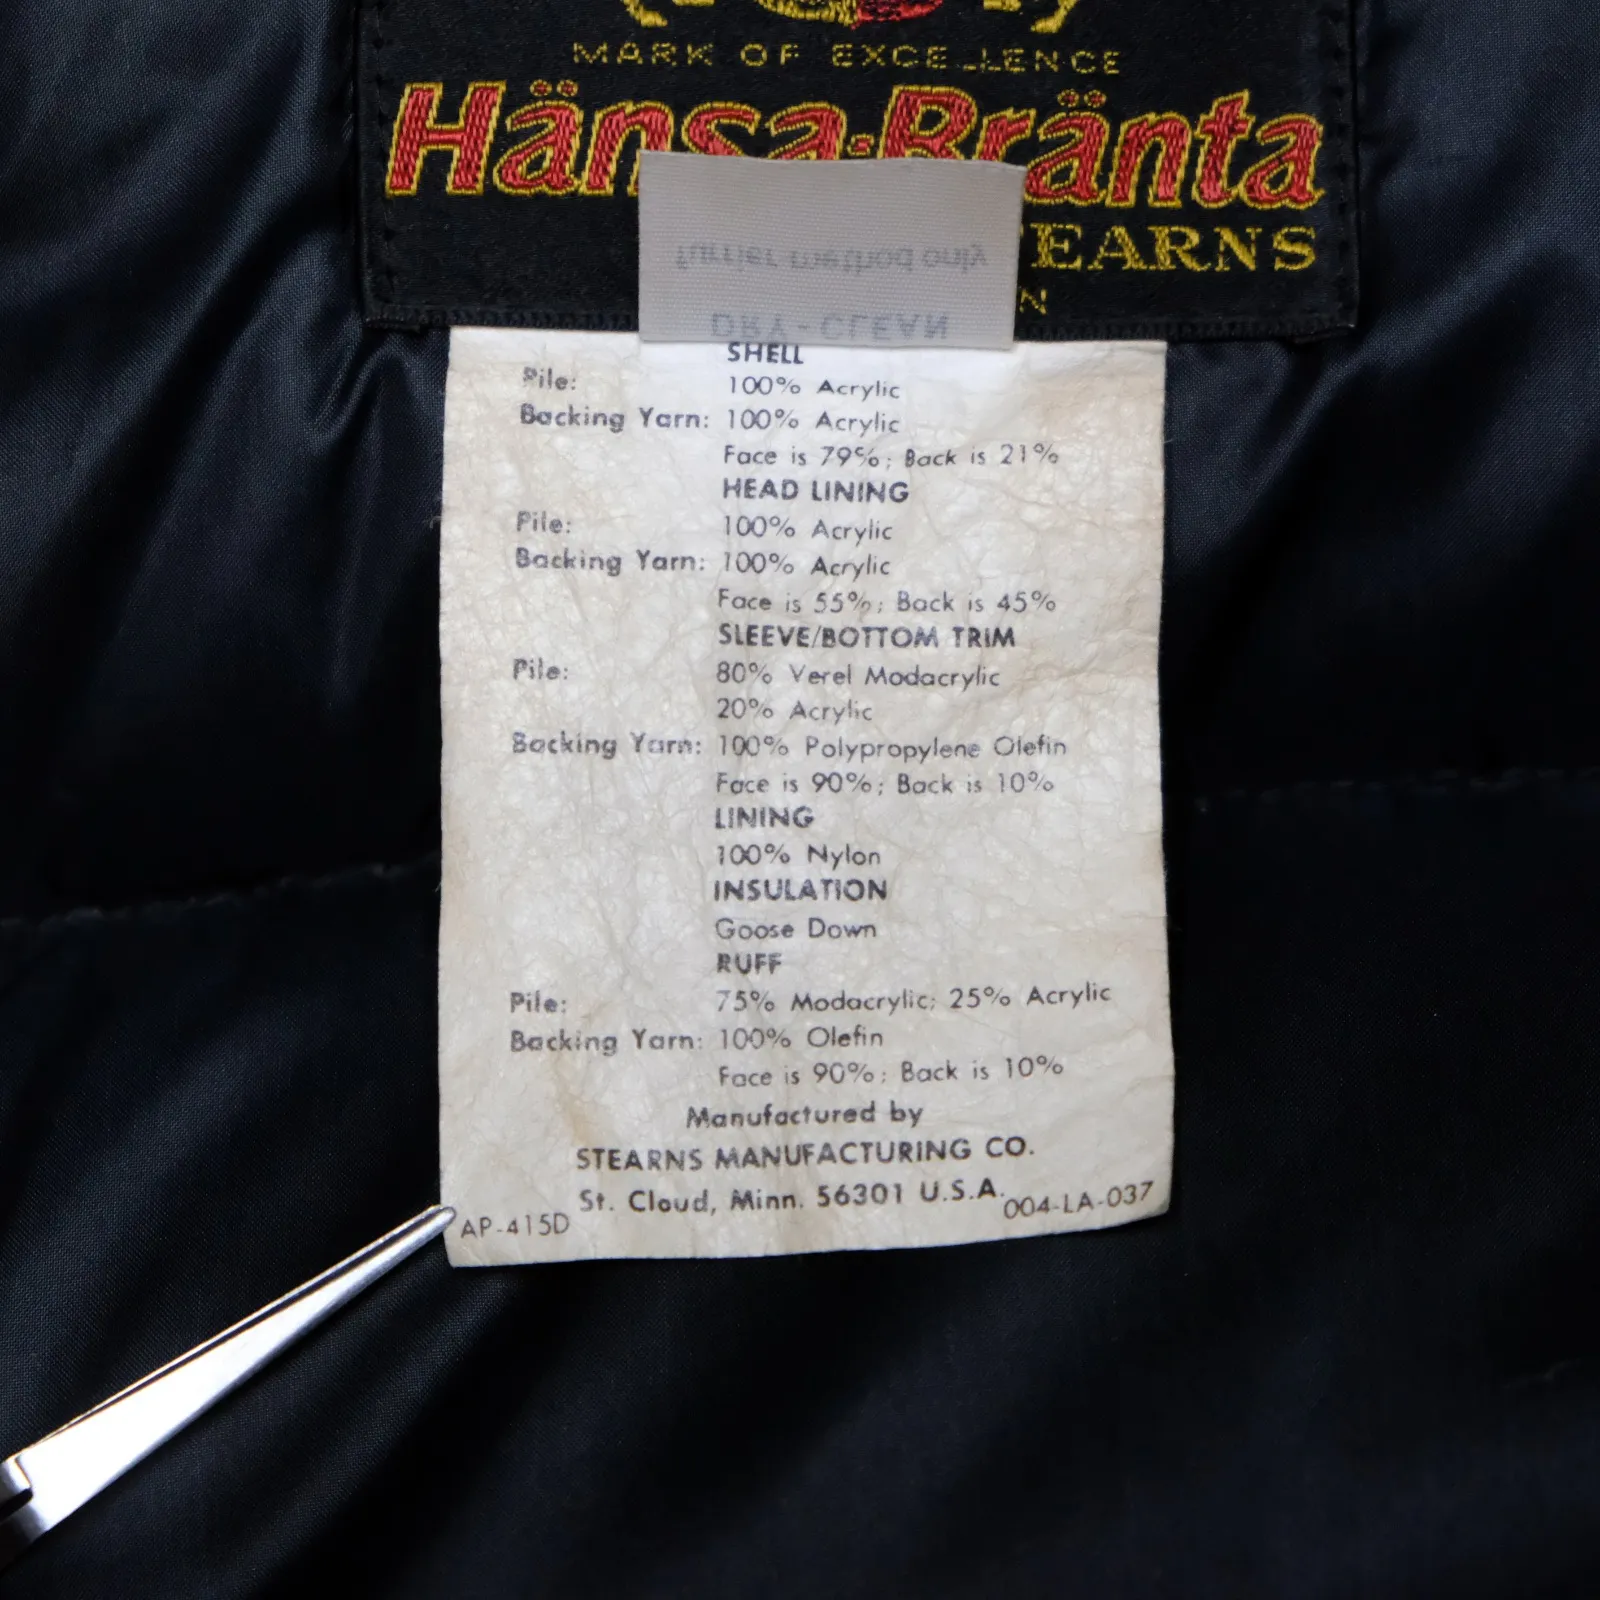 MARK OF EXCELLENCE
Hänsa·Bränta
TEARNS
N
furrier method only
DRY-CLEAN
SHELL
Pile: 100% Acrylic
Backing Yarn: 100% Acrylic
Face is 79%; Back is 21%
HEAD LINING
Pile: 100% Acrylic
Backing Yarn: 100% Acrylic
Face is 55%; Back is 45%
SLEEVE/BOTTOM TRIM
Pile: 80% Verel Modacrylic
20% Acrylic
Backing Yarn: 100% Polypropylene Olefin
Face is 90%; Back is 10%
LINING
100% Nylon
INSULATION
Goose Down
RUFF
Pile: 75% Modacrylic; 25% Acrylic
Backing Yarn: 100% Olefin
Face is 90%; Back is 10%
Manufactured by
STEARNS MANUFACTURING CO.
St. Cloud, Minn. 56301 U.S.A.
AP-415D 004-LA-037